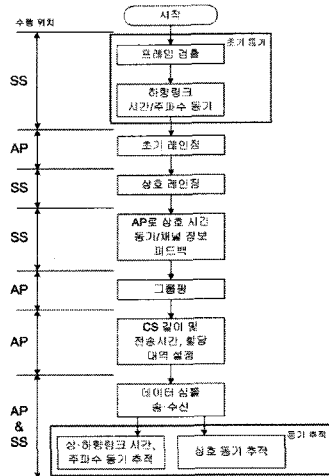 수행 위치
시작
초기 동기
프레임 검출
SS
하향링크
시간/주파수 동기
AP
초기 레인징
SS
상호 레인징
SS
AP로 상호 시간
동기/채널 정보
피드백
AP
그룹핑
AP
CS 길이 및
전송시간, 할당
대역 설정
AP
&
SS
데이터 심볼
송·수신
동기 추적
상·하향링크 시간,
주파수 동기 추적
상호 동기 추적